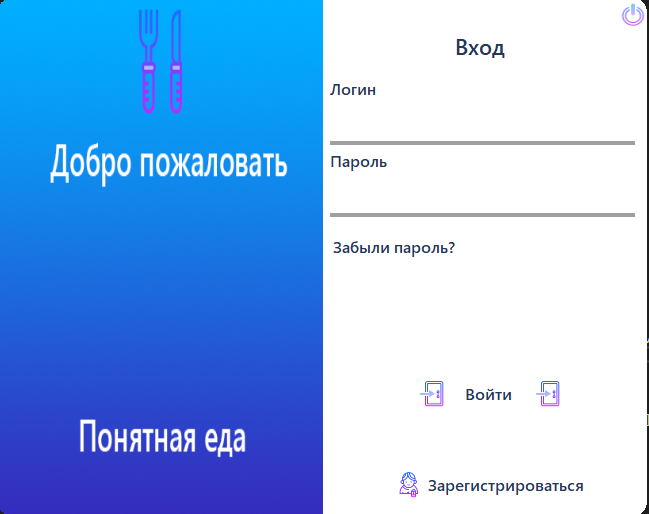 Добро пожаловать
Понятная еда
Вход
Логин
Пароль
Забыли пароль?
Войти
Зарегистрироваться